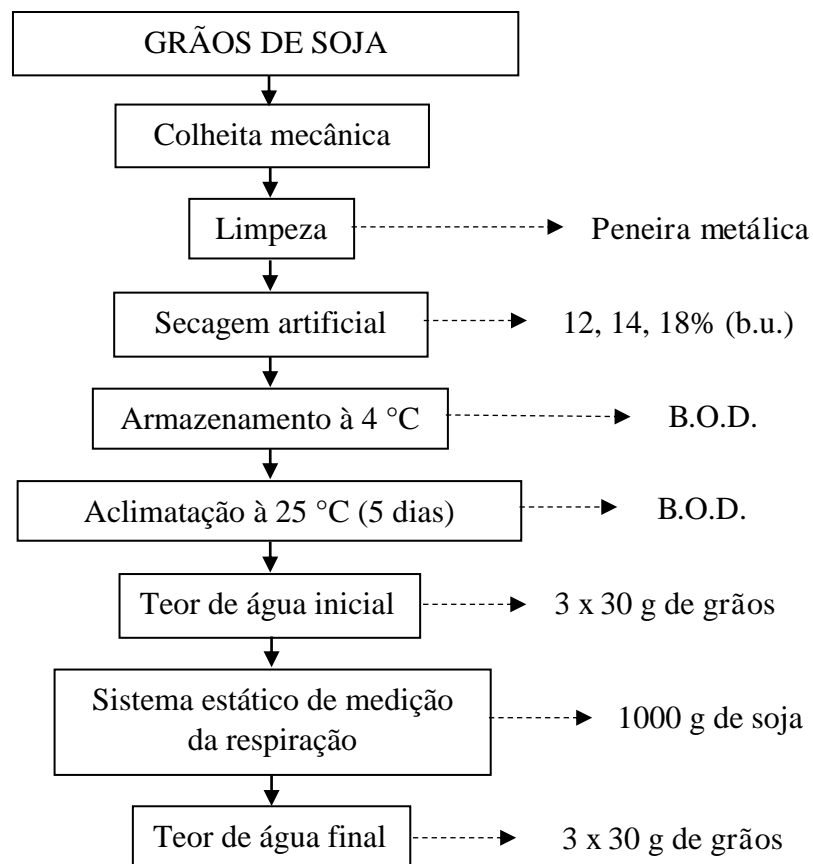 GRÃOS DE SOJA
Colheita mecânica
Limpeza
Peneira metálica
Secagem artificial
12, 14, 18% (b.u.)
Armazenamento à 4 °C
B.O.D.
Aclimatação à 25 °C (5 dias)
B.O.D.
Teor de água inicial
3 x 30 g de grãos
Sistema estático de medição
da respiração
1000 g de soja
Teor de água final
3 x 30 g de grãos